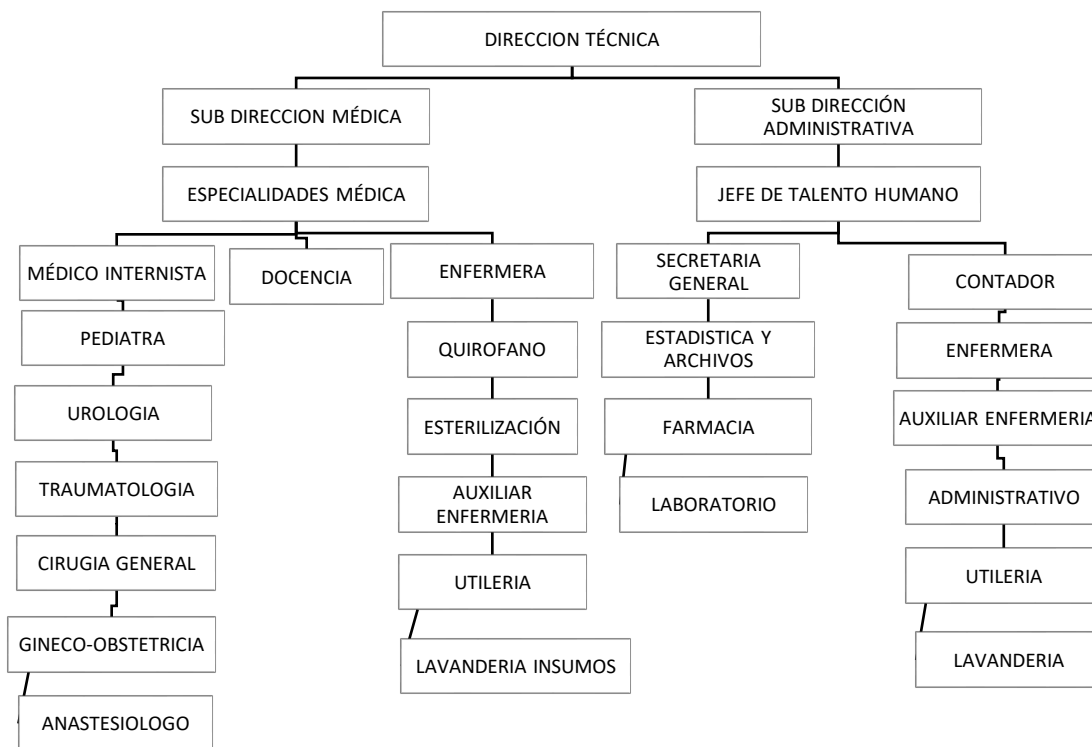 DIRECCION TÉCNICA
SUB DIRECCION MÉDICA
SUB DIRECCIÓN
ADMINISTRATIVA
ESPECIALIDADES MÉDICA
JEFE DE TALENTO HUMANO
MÉDICO INTERNISTA
PEDIATRA
UROLOGIA
TRAUMATOLOGIA
CIRUGIA GENERAL
GINECO-OBSTETRICIA
ANASTESIOLOGO
DOCENCIA
ENFERMERA
QUIROFANO
ESTERILIZACIÓN
AUXILIAR
ENFERMERIA
UTILERIA
LAVANDERIA INSUMOS
SECRETARIA
GENERAL
ESTADISTICA Y
ARCHIVOS
FARMACIA
LABORATORIO
CONTADOR
ENFERMERA
AUXILIAR ENFERMERIA
ADMINISTRATIVO
UTILERIA
LAVANDERIA